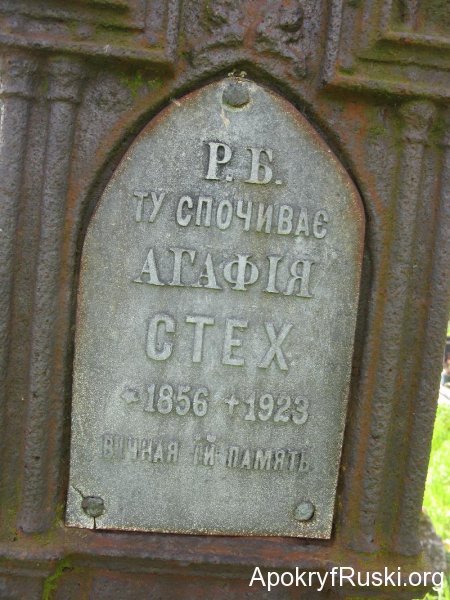 Р. Б.
ТУ СПОЧИВАЄ
АГАФІЯ
СТЕХ
*1856 +1923
ВІЧНАЯ ЇЙ ПАМЯТЬ
ApokryfRuski.org